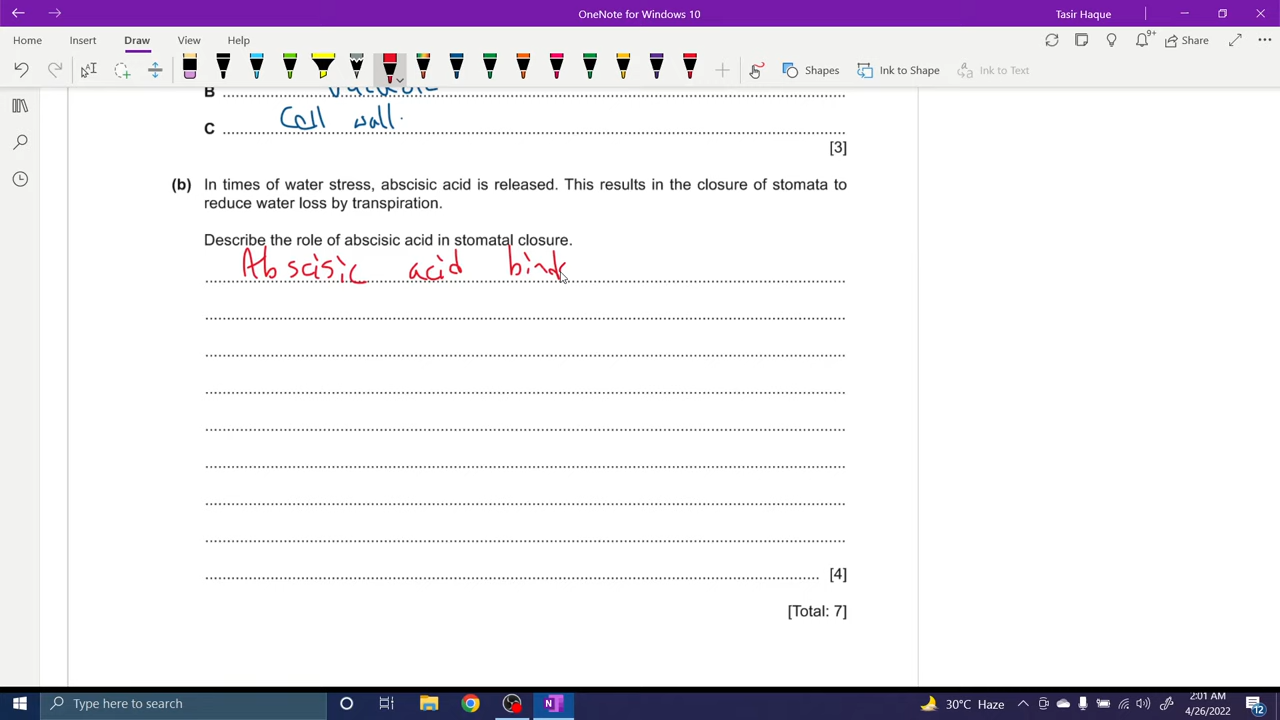 OneNote for Windows 10
Tasir Haque
Home Insert Draw View Help
9+
Share
Shapes
Ink to Shape
Ink to Text
B
C Cell wall
[3]
(b) In times of water stress, abscisic acid is released. This results in the closure of stomata to
reduce water loss by transpiration.
Describe the role of abscisic acid in stomatal closure.
Abscisic acid
[4]
[Total: 7]
Type here to search
30°C Haze
2:01 AM
4/26/2022
12